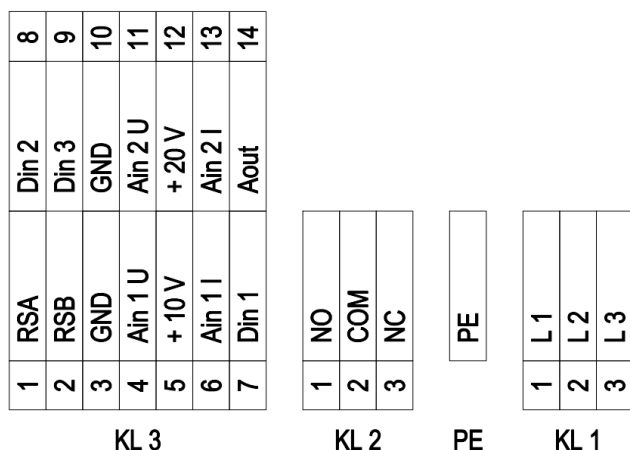 8 9 10 11 12 13 14
Din 2 Din 3 GND Ain 2 U + 20 V Ain 2 I Aout
RSA RSB GND Ain 1 U + 10 V Ain 1 I Din 1
NO COM NC
PE
L 1 L 2 L 3
1 2 3 4 5 6 7
1 2 3
1 2 3
KL 3 KL 2 PE KL 1